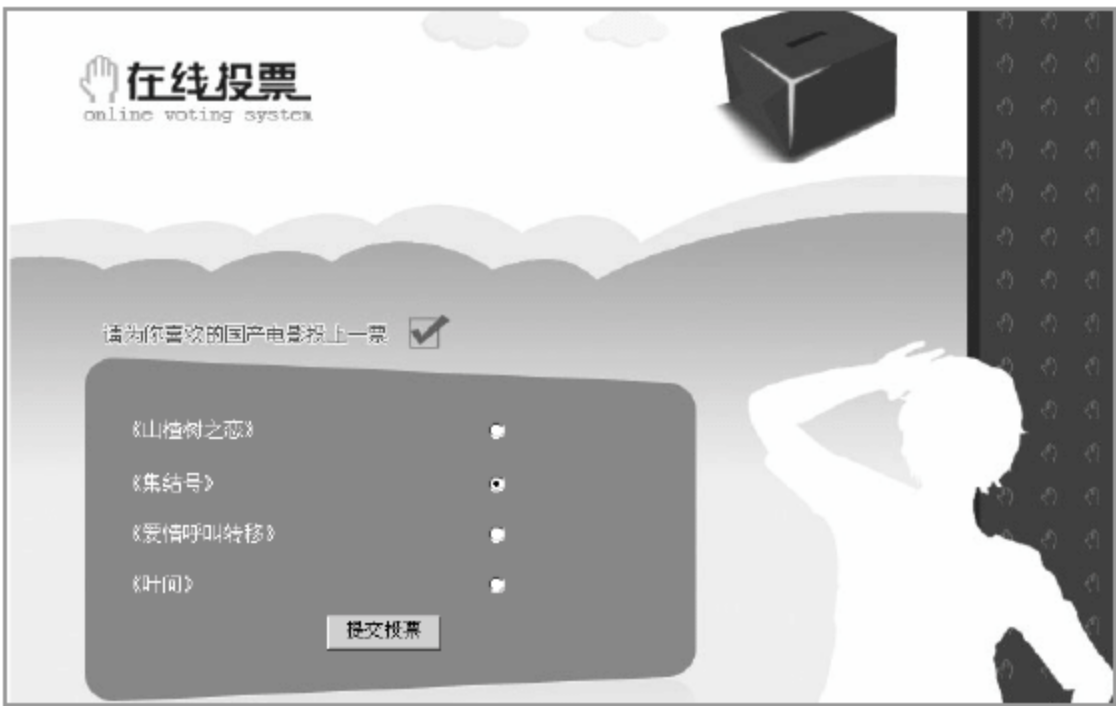 在线投票
online voting system
请为你喜欢的国产电影投上一票
《山楂树之恋》
《集结号》
《爱情呼叫转移》
《叶问》
提交投票